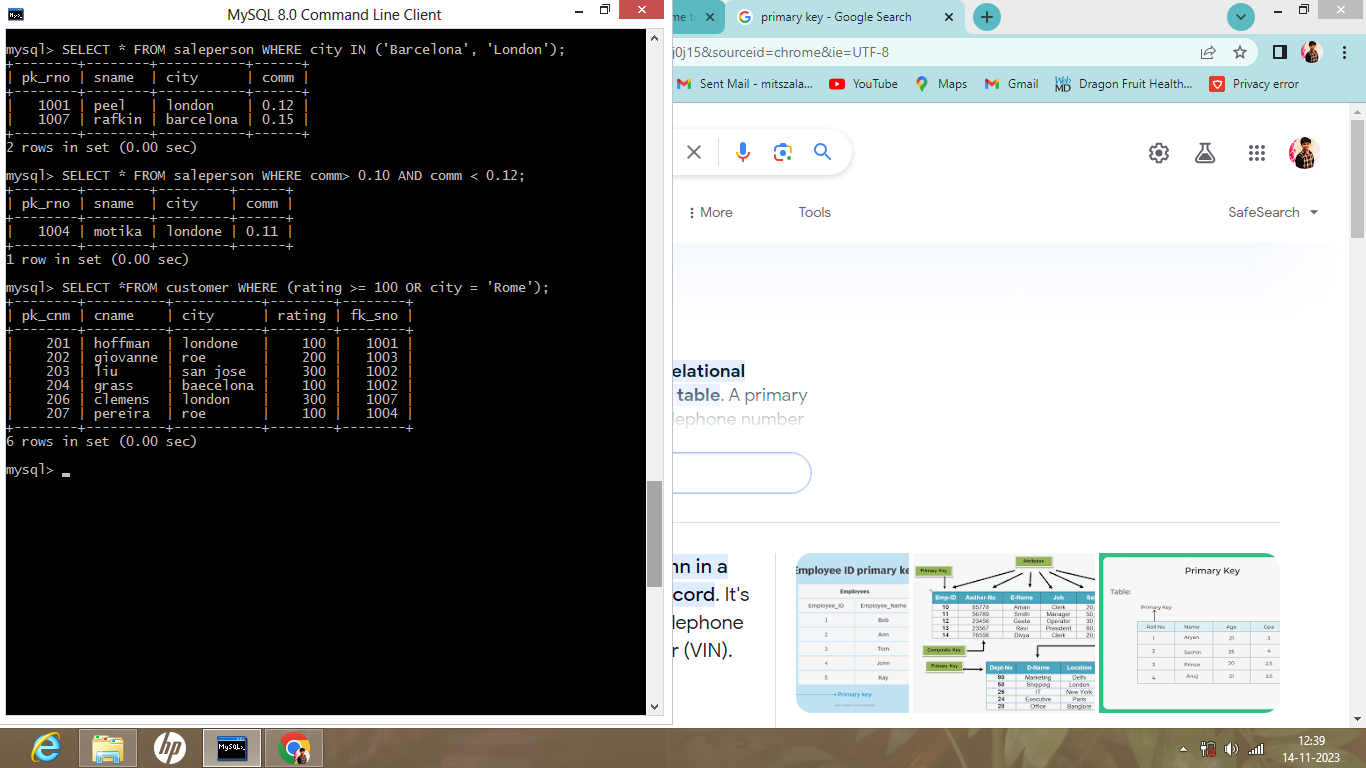 MySQL 8.0 Command Line Client
mysql> SELECT * FROM saleperson WHERE city IN ('Barcelona', 'London');
+--------+--------+-----------+------+
| pk_rno | sname  | city      | comm |
+--------+--------+-----------+------+
|   1001 | peel   | london    | 0.12 |
|   1007 | rafkin | barcelona | 0.15 |
+--------+--------+-----------+------+
2 rows in set (0.00 sec)
mysql> SELECT * FROM saleperson WHERE comm> 0.10 AND comm < 0.12;
+--------+--------+---------+------+
| pk_rno | sname  | city    | comm |
+--------+--------+---------+------+
|   1004 | motika | londone | 0.11 |
+--------+--------+---------+------+
1 row in set (0.00 sec)
mysql> SELECT *FROM customer WHERE (rating >= 100 OR city = 'Rome');
+--------+----------+-----------+--------+--------+
| pk_cnm | cname    | city      | rating | fk_sno |
+--------+----------+-----------+--------+--------+
|    201 | hoffman  | londone   |    100 |   1001 |
|    202 | giovanne | roe       |    200 |   1003 |
|    203 | liu      | san jose  |    300 |   1002 |
|    204 | grass    | baecelona |    100 |   1002 |
|    206 | clemens  | london    |    300 |   1007 |
|    207 | pereira  | roe       |    100 |   1004 |
+--------+----------+-----------+--------+--------+
6 rows in set (0.00 sec)
mysql>
primary key - Google Search
j0j15&sourceid=chrome&ie=UTF-8
Sent Mail - mitszala... YouTube Maps Gmail Dragon Fruit Health... Privacy error
More Tools SafeSearch
elational
table. A primary
lephone number
nn in a
cord. It's
lephone
r (VIN).
Employee ID primary ke
Employees
Employee_ID Employee_Name
1 Bob
2 Ann
3 Tom
4 John
5 Kay
Primary key
Attributes
Primary Key
Emp-ID Aadhar-No E-Name Job Sa
10 65778 Aman Clerk 20,
11 56789 Smith Manager 50,
12 23456 Geeta Operator 30,
13 23567 Ravi President 60,
14 76556 Divya Clerk 20,
Composite Key
Primary Key
Dept-No D-Name Location
90 Marketing Delhi
58 Shipping London
26 IT New York
24 Executive Paris
29 Office Banglore
Primary Key
Table:
Primary Key
Roll No. Name Age Gpa
1 Aryan 21 3
2 Sachin 25 4
3 Prince 20 2.5
4 Anuj 21 3.5
12:39
14-11-2023